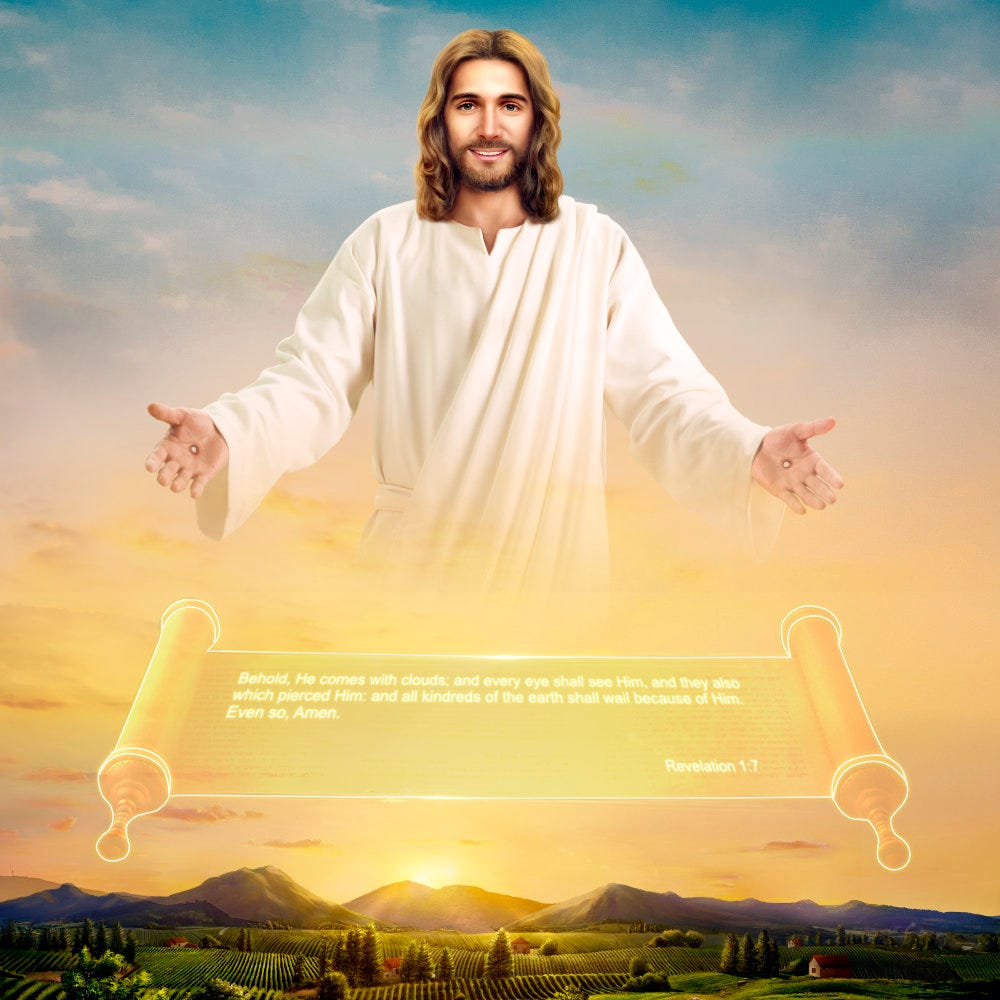 Behold, He comes with clouds; and every eye shall see Him, and they also
which pierced Him: and all kindreds of the earth shall wail because of Him.
Even so, Amen.
Revelation 1:7